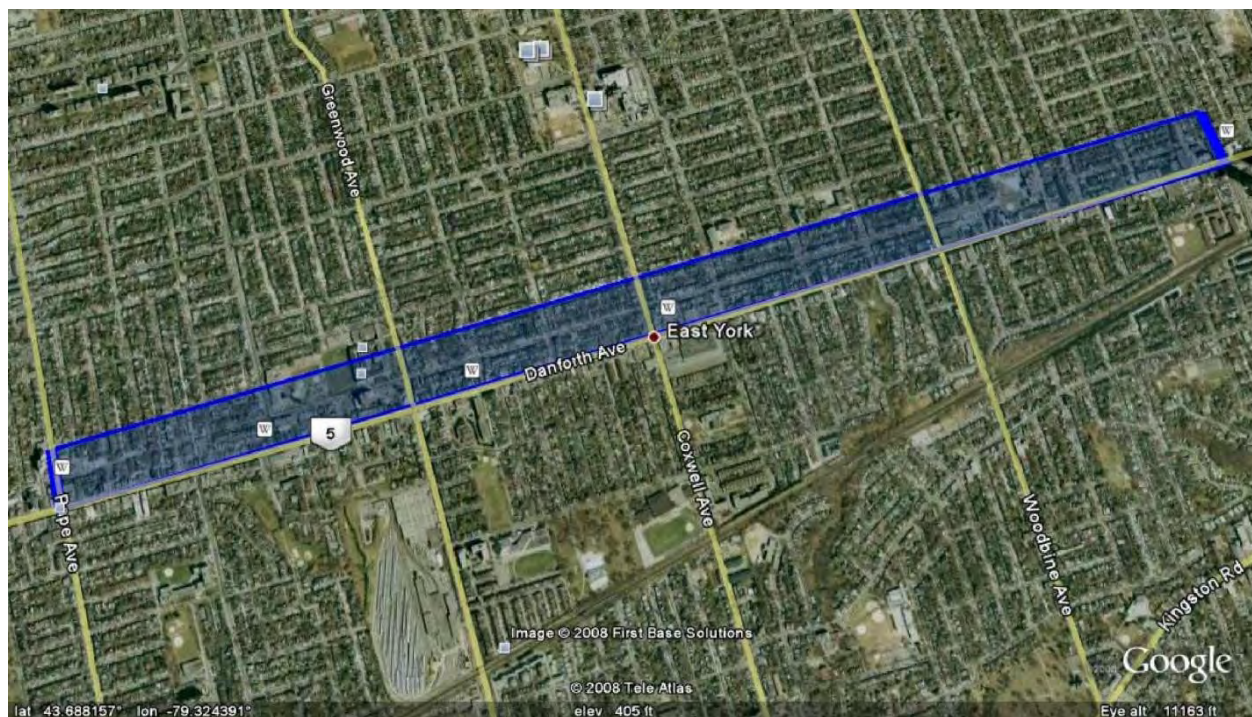 Greenwood Ave
W
W
East York
Danforth Ave
W
W
5
W
Pape Ave
Coxwell Ave
Woodbine Ave
Kingston Rd
Image © 2008 First Base Solutions
© 2008 Tele Atlas
Google
lat 43.688157° lon -79.324391° elev 405 ft Eye alt 11163 ft